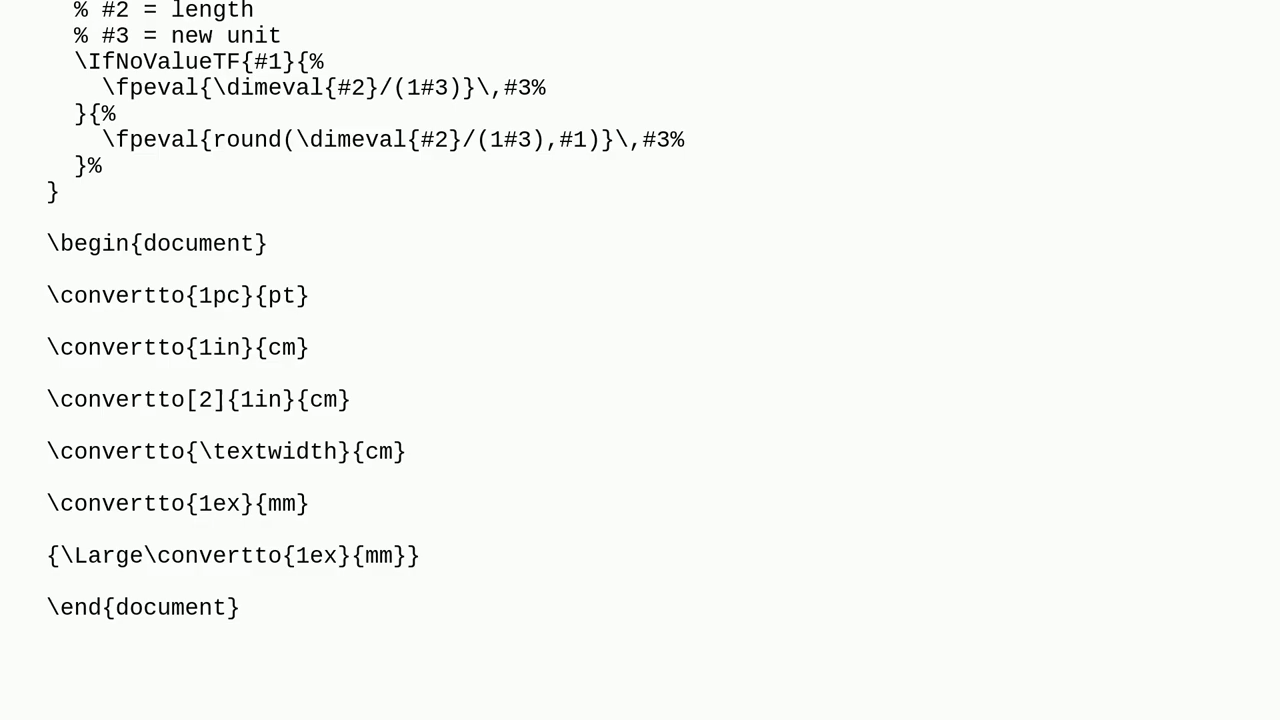 % #2 = length
% #3 = new unit
\IfNoValueTF{#1}{%
\fpeval{\dimeval{#2}/(1#3)}\,#3%
}{%
\fpeval{round(\dimeval{#2}/(1#3),#1)}\,#3%
}%
}
\begin{document}
\convertto{1pc}{pt}
\convertto{1in}{cm}
\convertto[2]{1in}{cm}
\convertto{\textwidth}{cm}
\convertto{1ex}{mm}
{\Large\convertto{1ex}{mm}}
\end{document}